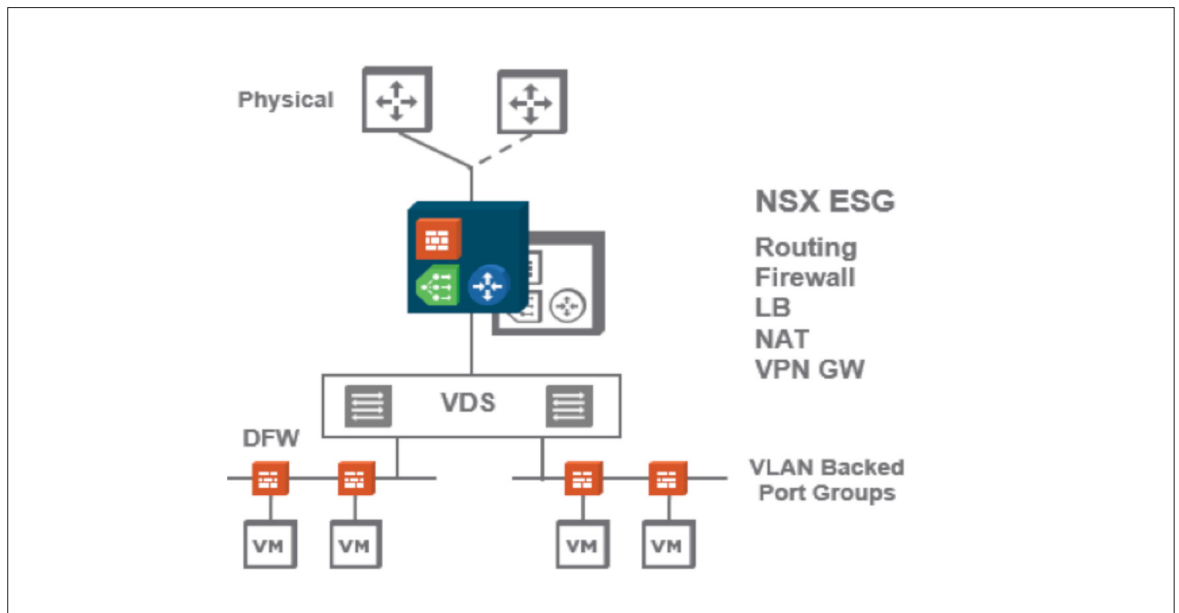 Physical
NSX ESG
Routing
Firewall
LB
NAT
VPN GW
VDS
DFW
VLAN Backed
Port Groups
VM
VM
VM
VM